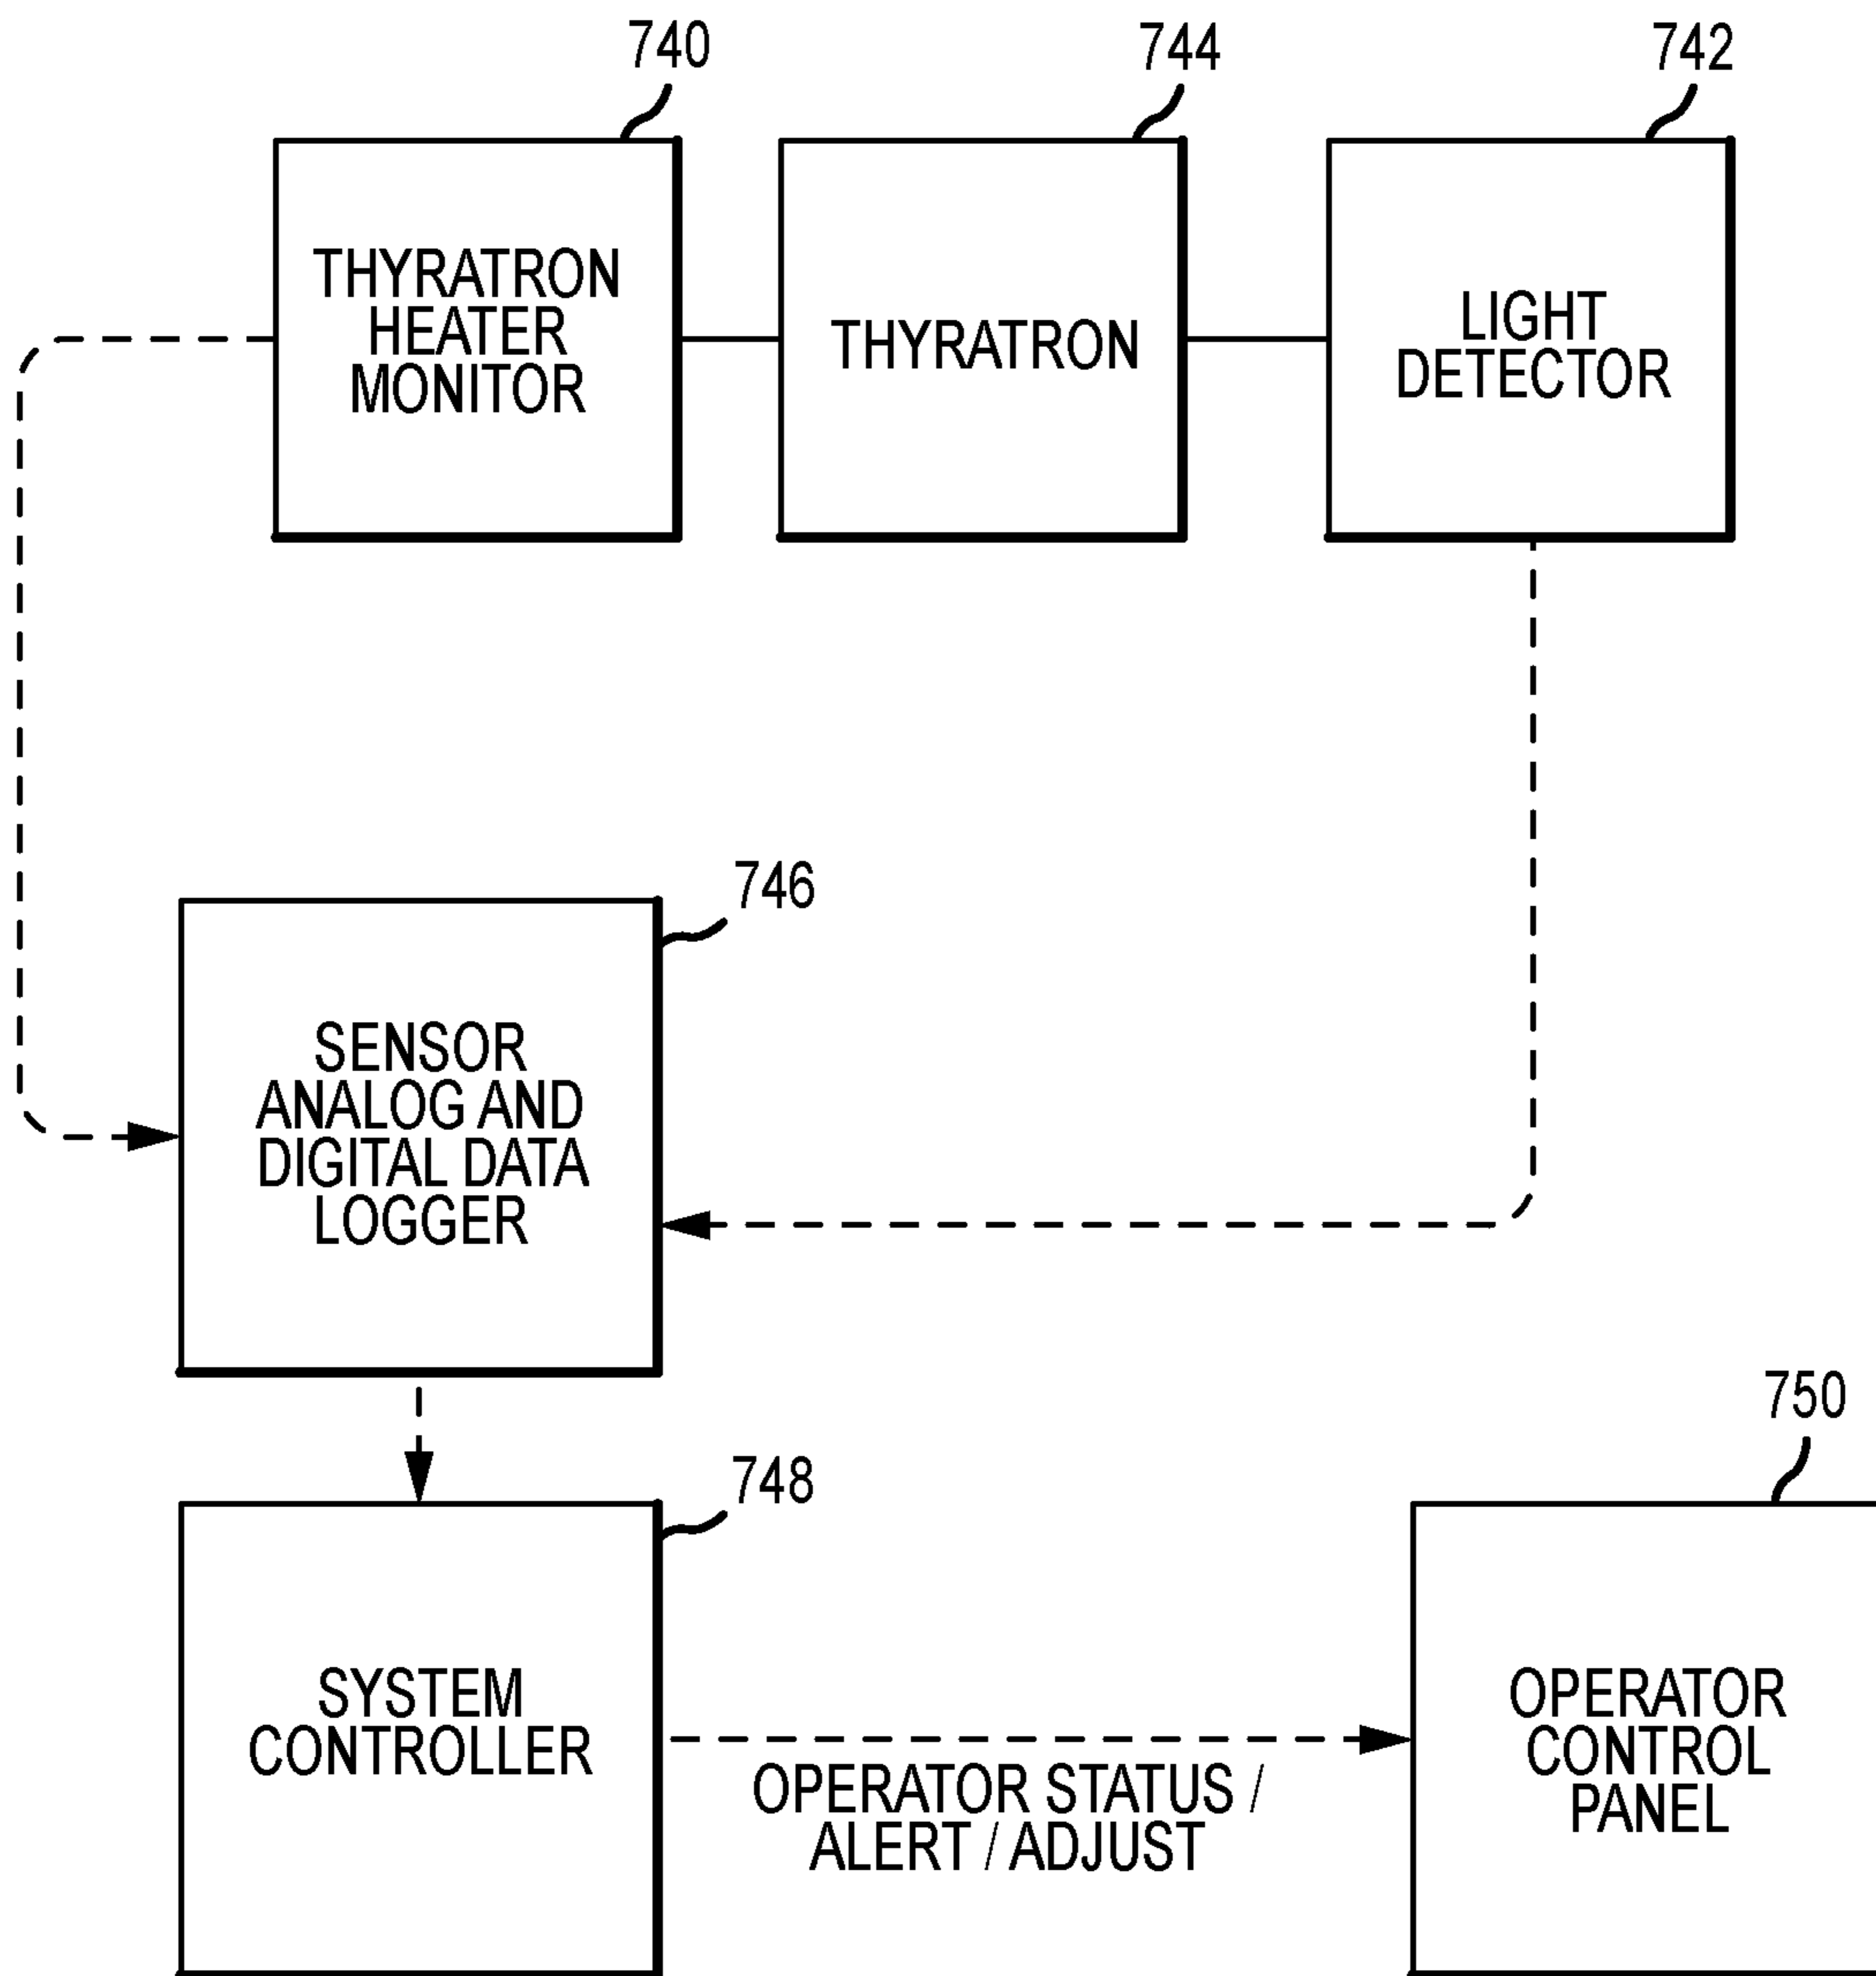 740
744
742
THYRATRON
HEATER
MONITOR
THYRATRON
LIGHT
DETECTOR
746
SENSOR
ANALOG AND
DIGITAL DATA
LOGGER
750
748
SYSTEM
CONTROLLER
OPERATOR STATUS /
ALERT / ADJUST
OPERATOR
CONTROL
PANEL